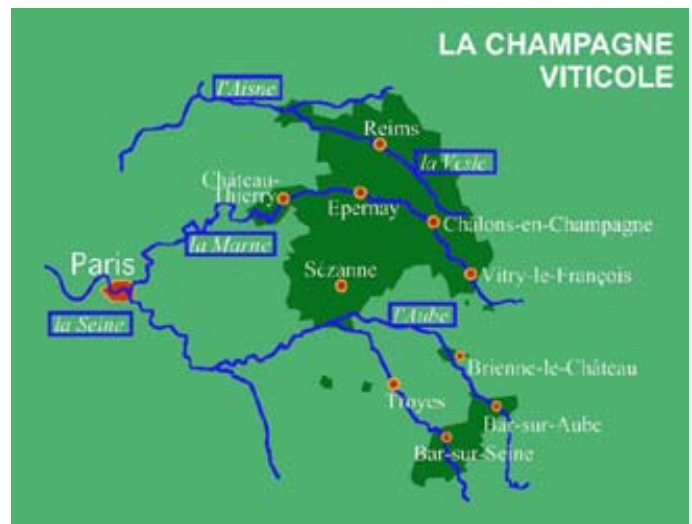 LA CHAMPAGNE
VITICOLE
l'Aisne
Reims
la Vesle
Château-
Thierry
Epernay
Châlons-en-Champagne
la Marne
Paris
Sézanne
Vitry-le-François
la Seine
l'Aube
Brienne-le-Château
Troyes
Bar-sur-Aube
Bar-sur-Seine